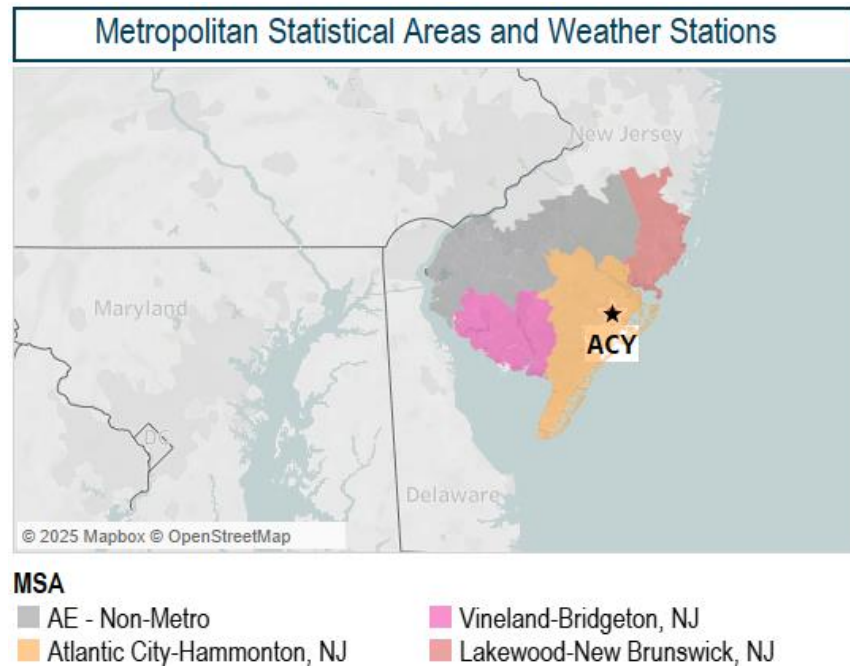 Metropolitan Statistical Areas and Weather Stations
New Jersey
Maryland
ACY
DC
Delaware
© 2025 Mapbox © OpenStreetMap
MSA
AE - Non-Metro
Vineland-Bridgeton, NJ
Atlantic City-Hammonton, NJ
Lakewood-New Brunswick, NJ